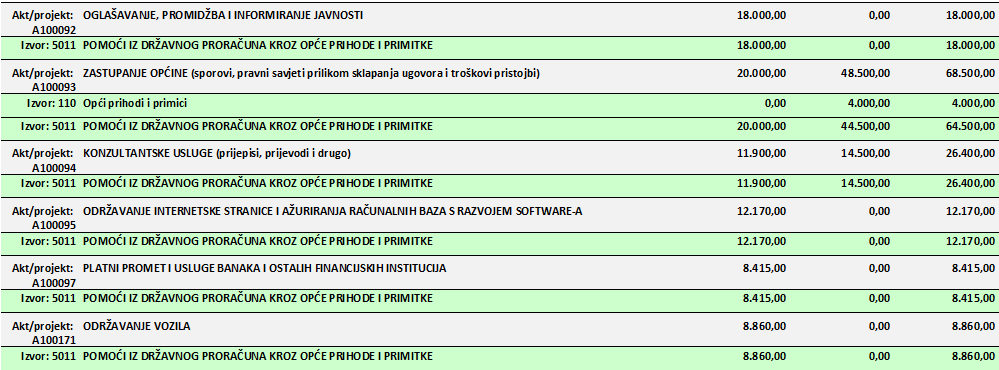 Akt/projekt: OGLAŠAVANJE, PROMIDŽBA I INFORMIRANJE JAVNOSTI 18.000,00 0,00 18.000,00
A100092
Izvor: 5011 POMOĆI IZ DRŽAVNOG PRORAČUNA KROZ OPĆE PRIHODE I PRIMITKE 18.000,00 0,00 18.000,00
Akt/projekt: ZASTUPANJE OPĆINE (sporovi, pravni savjeti prilikom sklapanja ugovora i troškovi pristojbi) 20.000,00 48.500,00 68.500,00
A100093
Izvor: 110 Opći prihodi i primici 0,00 4.000,00 4.000,00
Izvor: 5011 POMOĆI IZ DRŽAVNOG PRORAČUNA KROZ OPĆE PRIHODE I PRIMITKE 20.000,00 44.500,00 64.500,00
Akt/projekt: KONZULTANTSKE USLUGE (prijepisi, prijevodi i drugo) 11.900,00 14.500,00 26.400,00
A100094
Izvor: 5011 POMOĆI IZ DRŽAVNOG PRORAČUNA KROZ OPĆE PRIHODE I PRIMITKE 11.900,00 14.500,00 26.400,00
Akt/projekt: ODRŽAVANJE INTERNETSKE STRANICE I AŽURIRANJA RAČUNALNIH BAZA S RAZVOJEM SOFTWARE-A 12.170,00 0,00 12.170,00
A100095
Izvor: 5011 POMOĆI IZ DRŽAVNOG PRORAČUNA KROZ OPĆE PRIHODE I PRIMITKE 12.170,00 0,00 12.170,00
Akt/projekt: PLATNI PROMET I USLUGE BANAKA I OSTALIH FINANCIJSKIH INSTITUCIJA 8.415,00 0,00 8.415,00
A100097
Izvor: 5011 POMOĆI IZ DRŽAVNOG PRORAČUNA KROZ OPĆE PRIHODE I PRIMITKE 8.415,00 0,00 8.415,00
Akt/projekt: ODRŽAVANJE VOZILA 8.860,00 0,00 8.860,00
A100171
Izvor: 5011 POMOĆI IZ DRŽAVNOG PRORAČUNA KROZ OPĆE PRIHODE I PRIMITKE 8.860,00 0,00 8.860,00